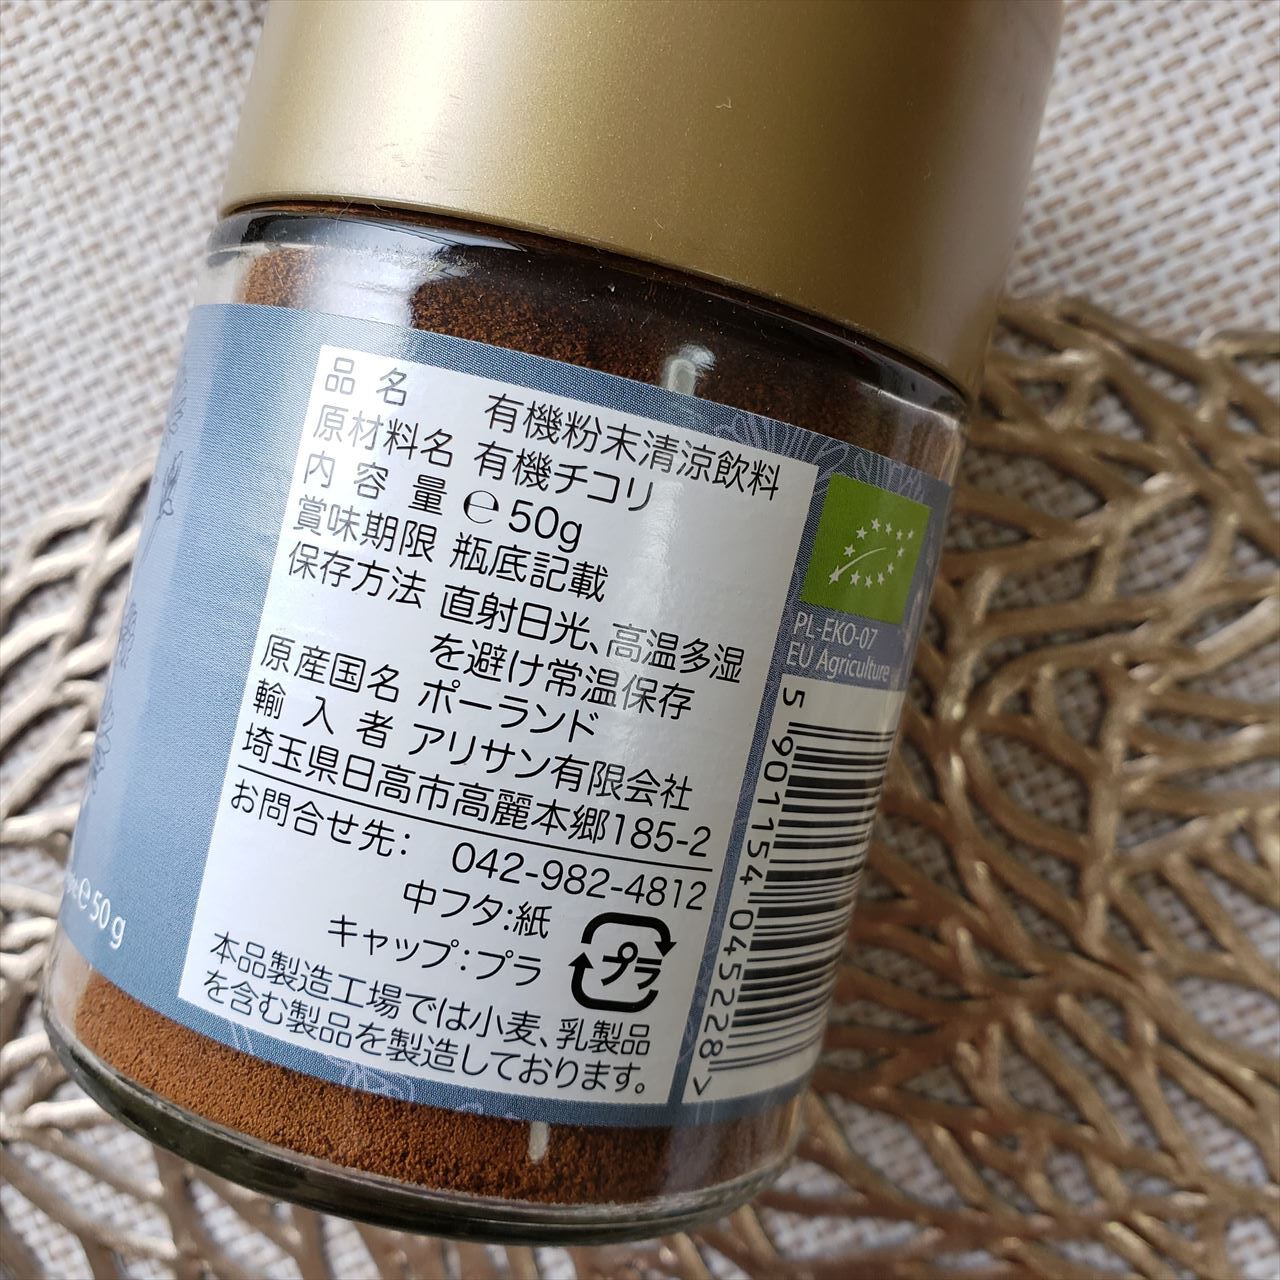 品名 有機粉末清涼飲料
原材料名 有機チコリ
内容量 ℮50g
賞味期限 瓶底記載
保存方法 直射日光、高温多湿
を避け常温保存
原産国名 ポーランド
輸入者 アリサン有限会社
埼玉県日高市高麗本郷185-2
お問合せ先： 042-982-4812
中フタ:紙
キャップ:プラ
プラ
本品製造工場では小麦、乳製品
を含む製品を製造しております。
PL-EKO-07
EU Agriculture
5 901154 045228 >
℮50 g